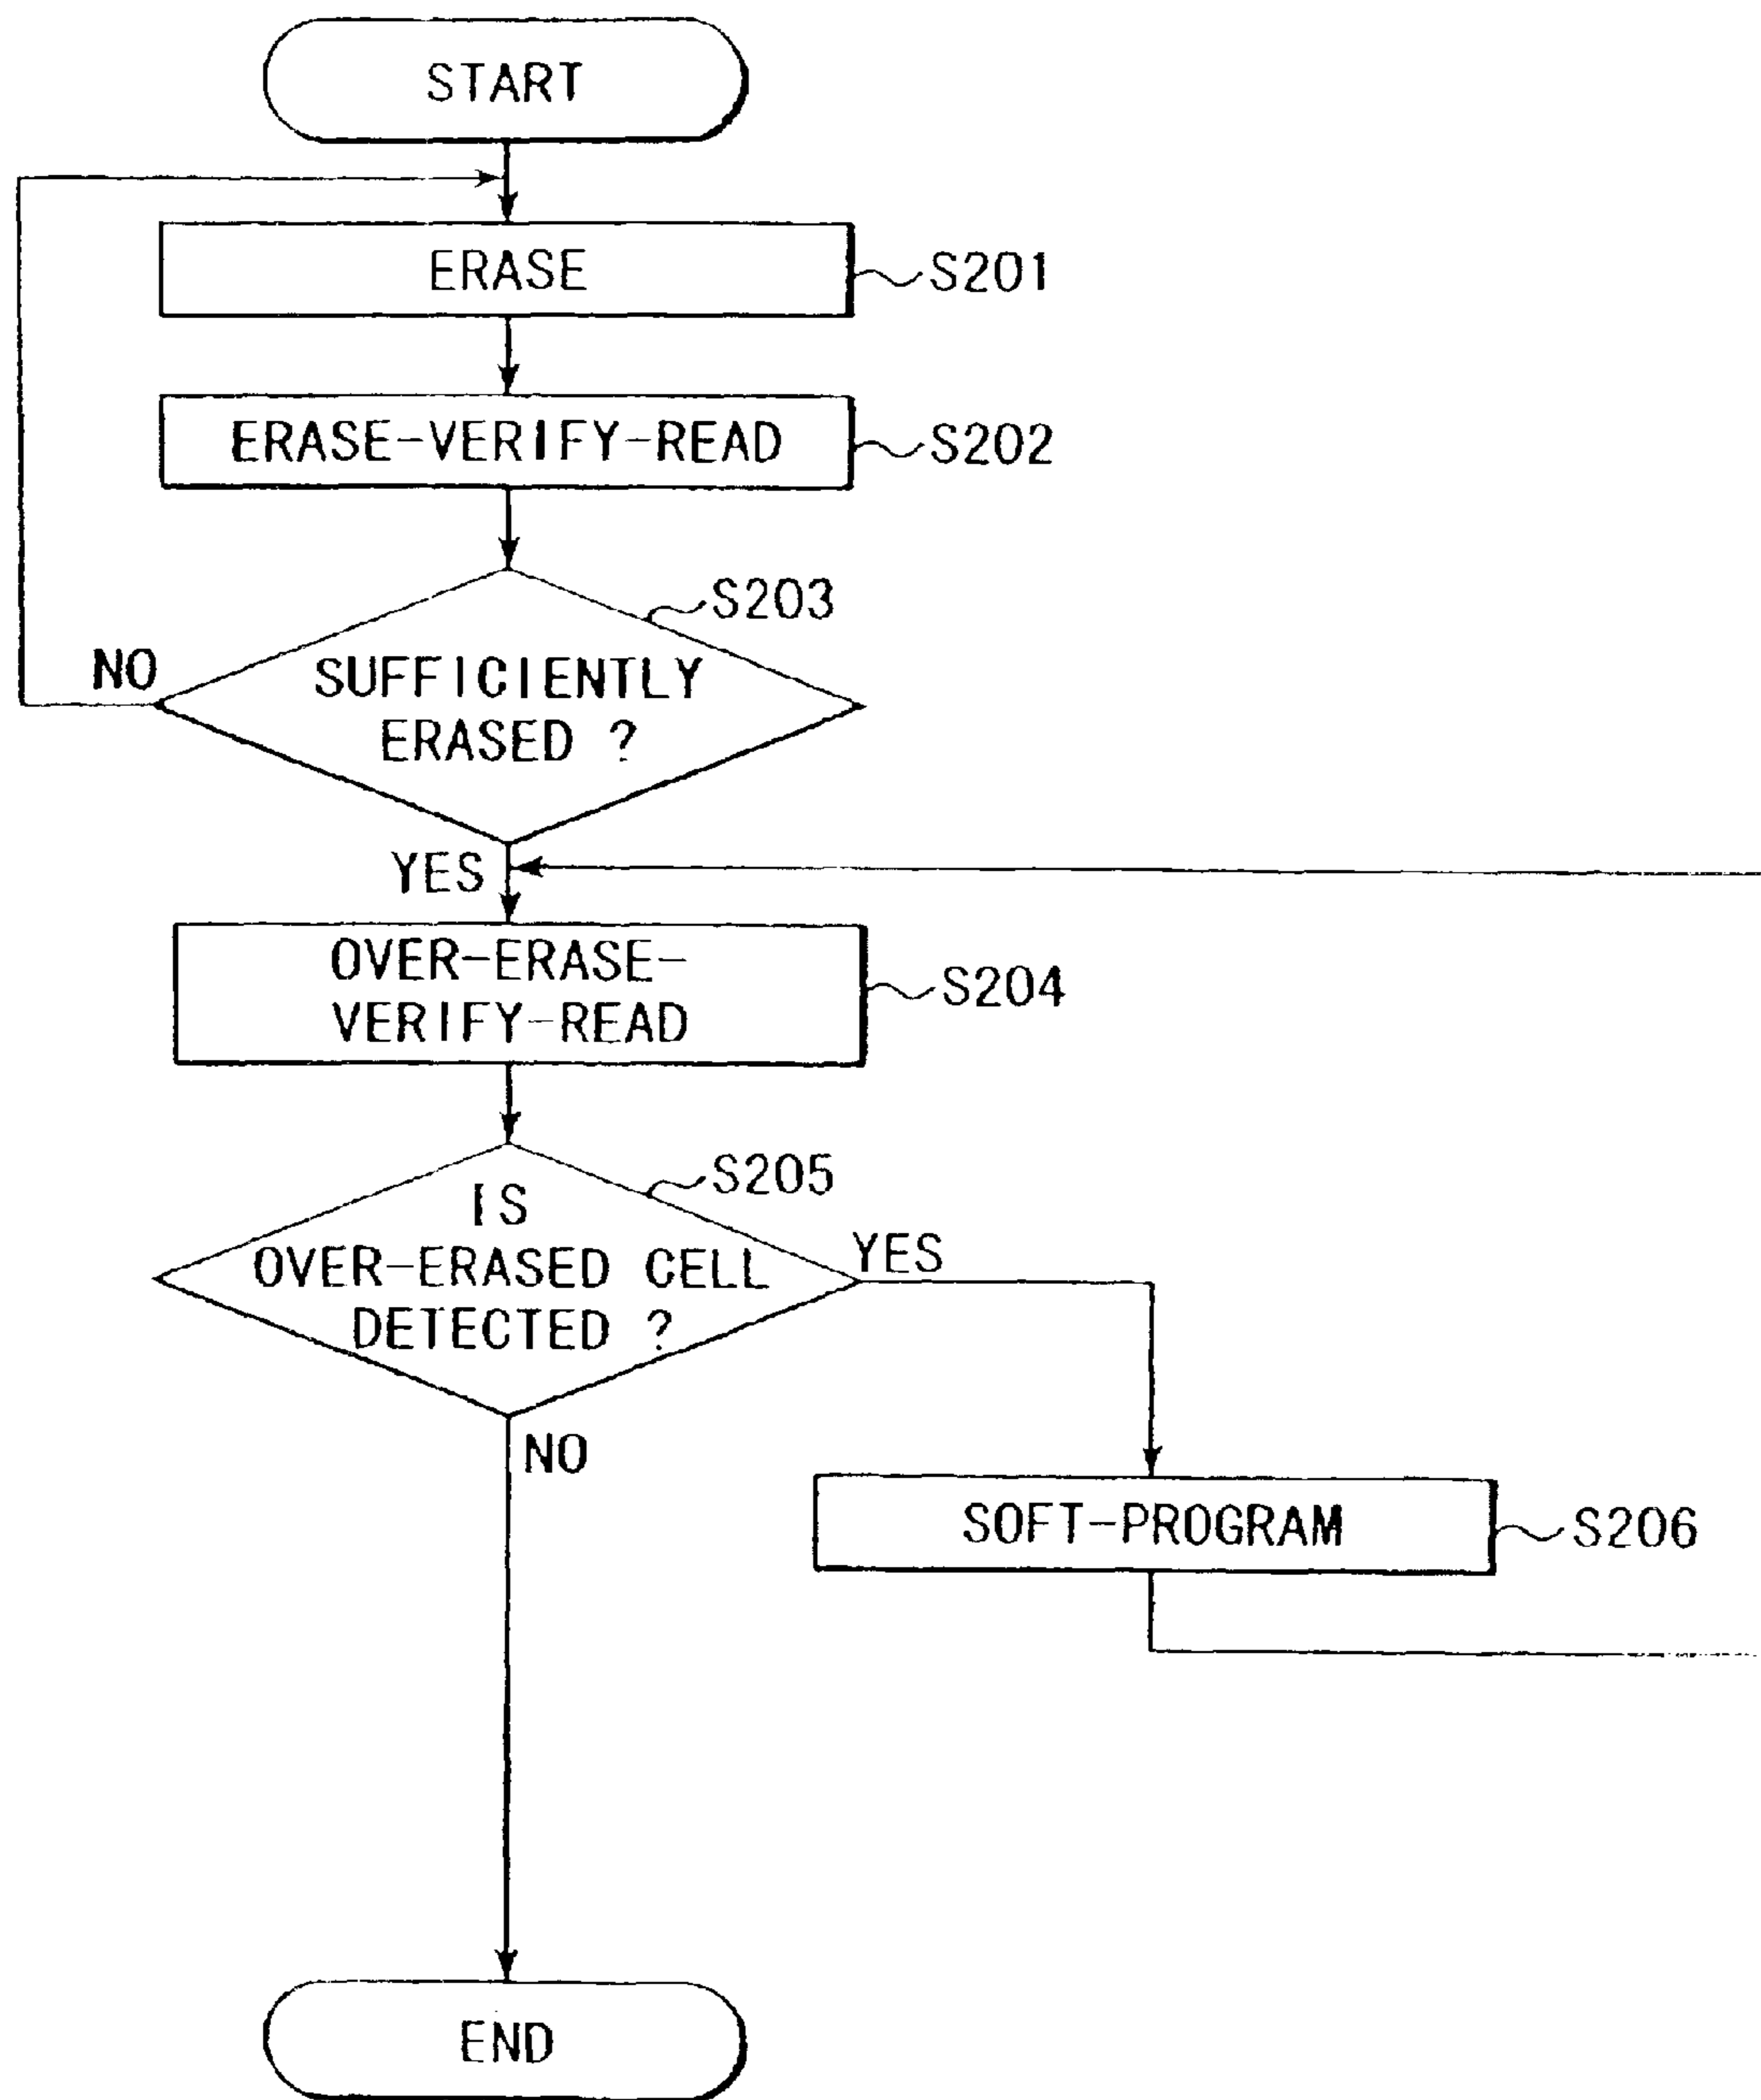 START
ERASE
S201
ERASE-VERIFY-READ
S202
S203
NO
SUFFICIENTLY
ERASED ?
YES
OVER-ERASE-
VERIFY-READ
S204
S205
IS
OVER-ERASED CELL
DETECTED ?
YES
NO
SOFT-PROGRAM
S206
END